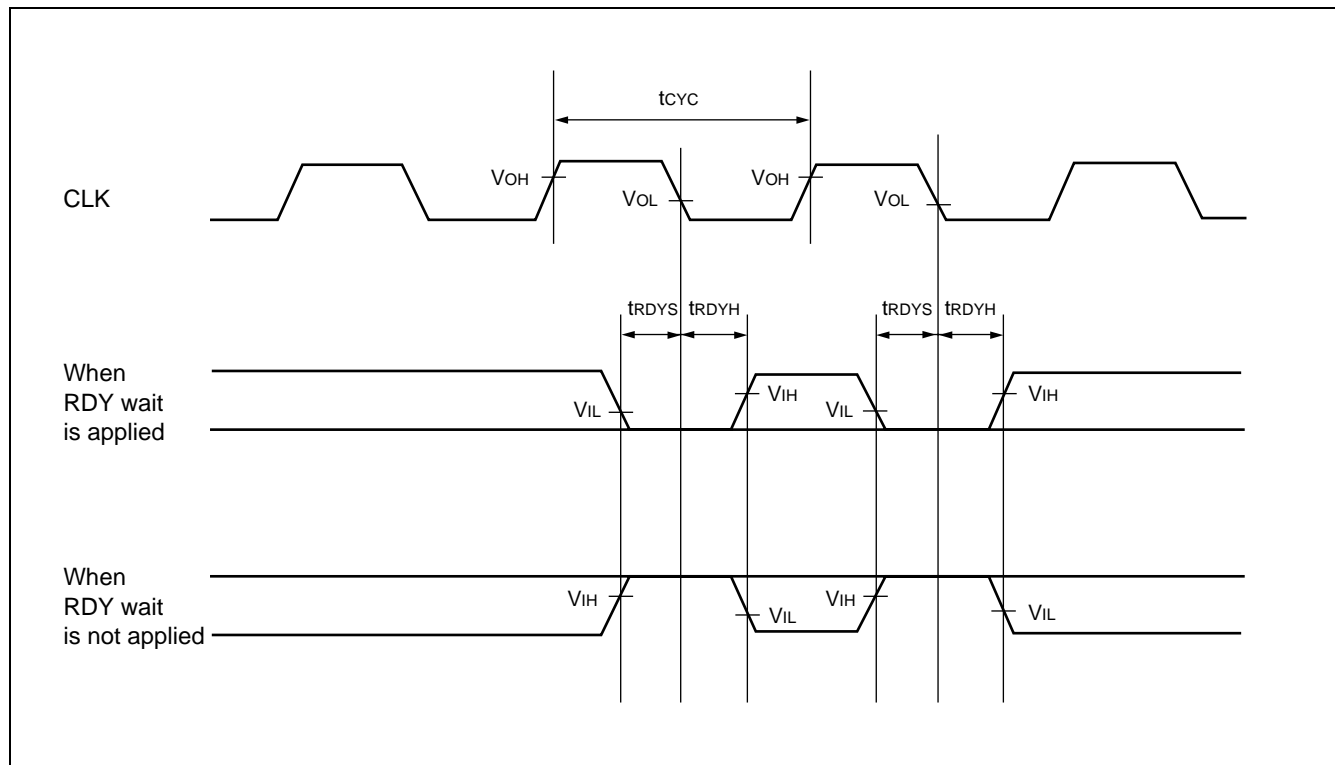 tCYC
VOH
VOL
VOH
VOL
CLK
tRDYS
tRDYH
tRDYS
tRDYH
When
RDY wait
is applied
VIL
VIH
VIL
VIH
When
RDY wait
is not applied
VIH
VIL
VIH
VIL